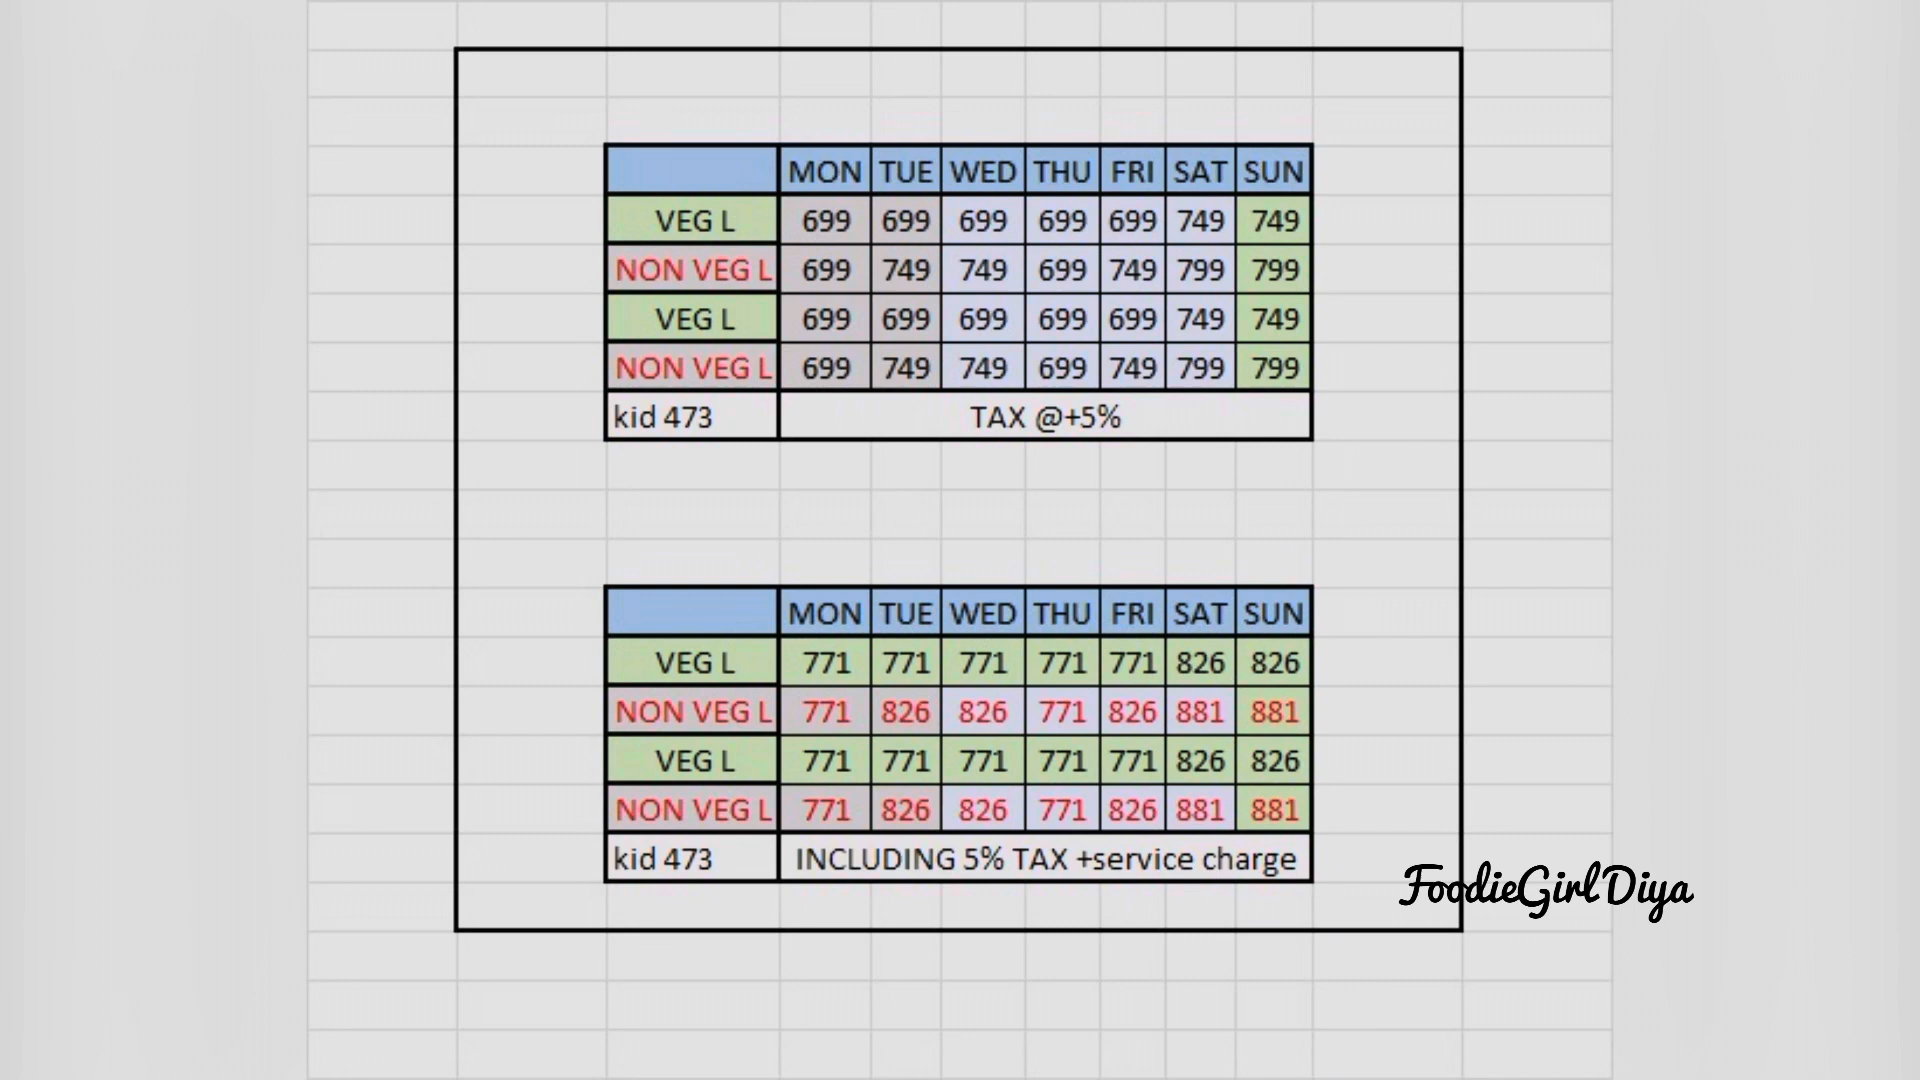 MON TUE WED THU FRI SAT SUN
VEG L 699 699 699 699 699 749 749
NON VEG L 699 749 749 699 749 799 799
VEG L 699 699 699 699 699 749 749
NON VEG L 699 749 749 699 749 799 799
kid 473 TAX @+5%
MON TUE WED THU FRI SAT SUN
VEG L 771 771 771 771 771 826 826
NON VEG L 771 826 826 771 826 881 881
VEG L 771 771 771 771 771 826 826
NON VEG L 771 826 826 771 826 881 881
kid 473 INCLUDING 5% TAX +service charge
FoodieGirlDiya